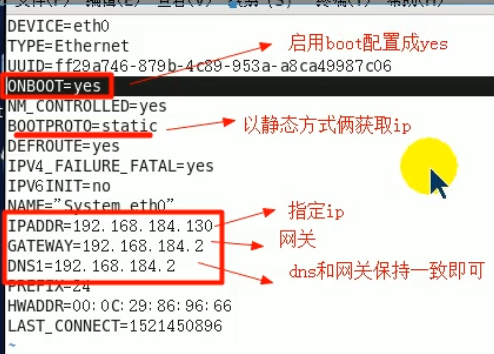 DEVICE=eth0
TYPE=Ethernet
启用boot配置成yes
UUID=ff29a746-879b-4c89-953a-a8ca49987c06
ONBOOT=yes
NM_CONTROLLED=yes
BOOTPROTO=static
以静态方式俩获取ip
DEFROUTE=yes
IPV4_FAILURE_FATAL=yes
IPV6INIT=no
NAME="System eth0"
IPADDR=192.168.184.130
指定ip
GATEWAY=192.168.184.2
网关
DNS1=192.168.184.2
dns和网关保持一致即可
PREFIX=24
HWADDR=00:0C:29:86:96:66
LAST_CONNECT=1521450896
~